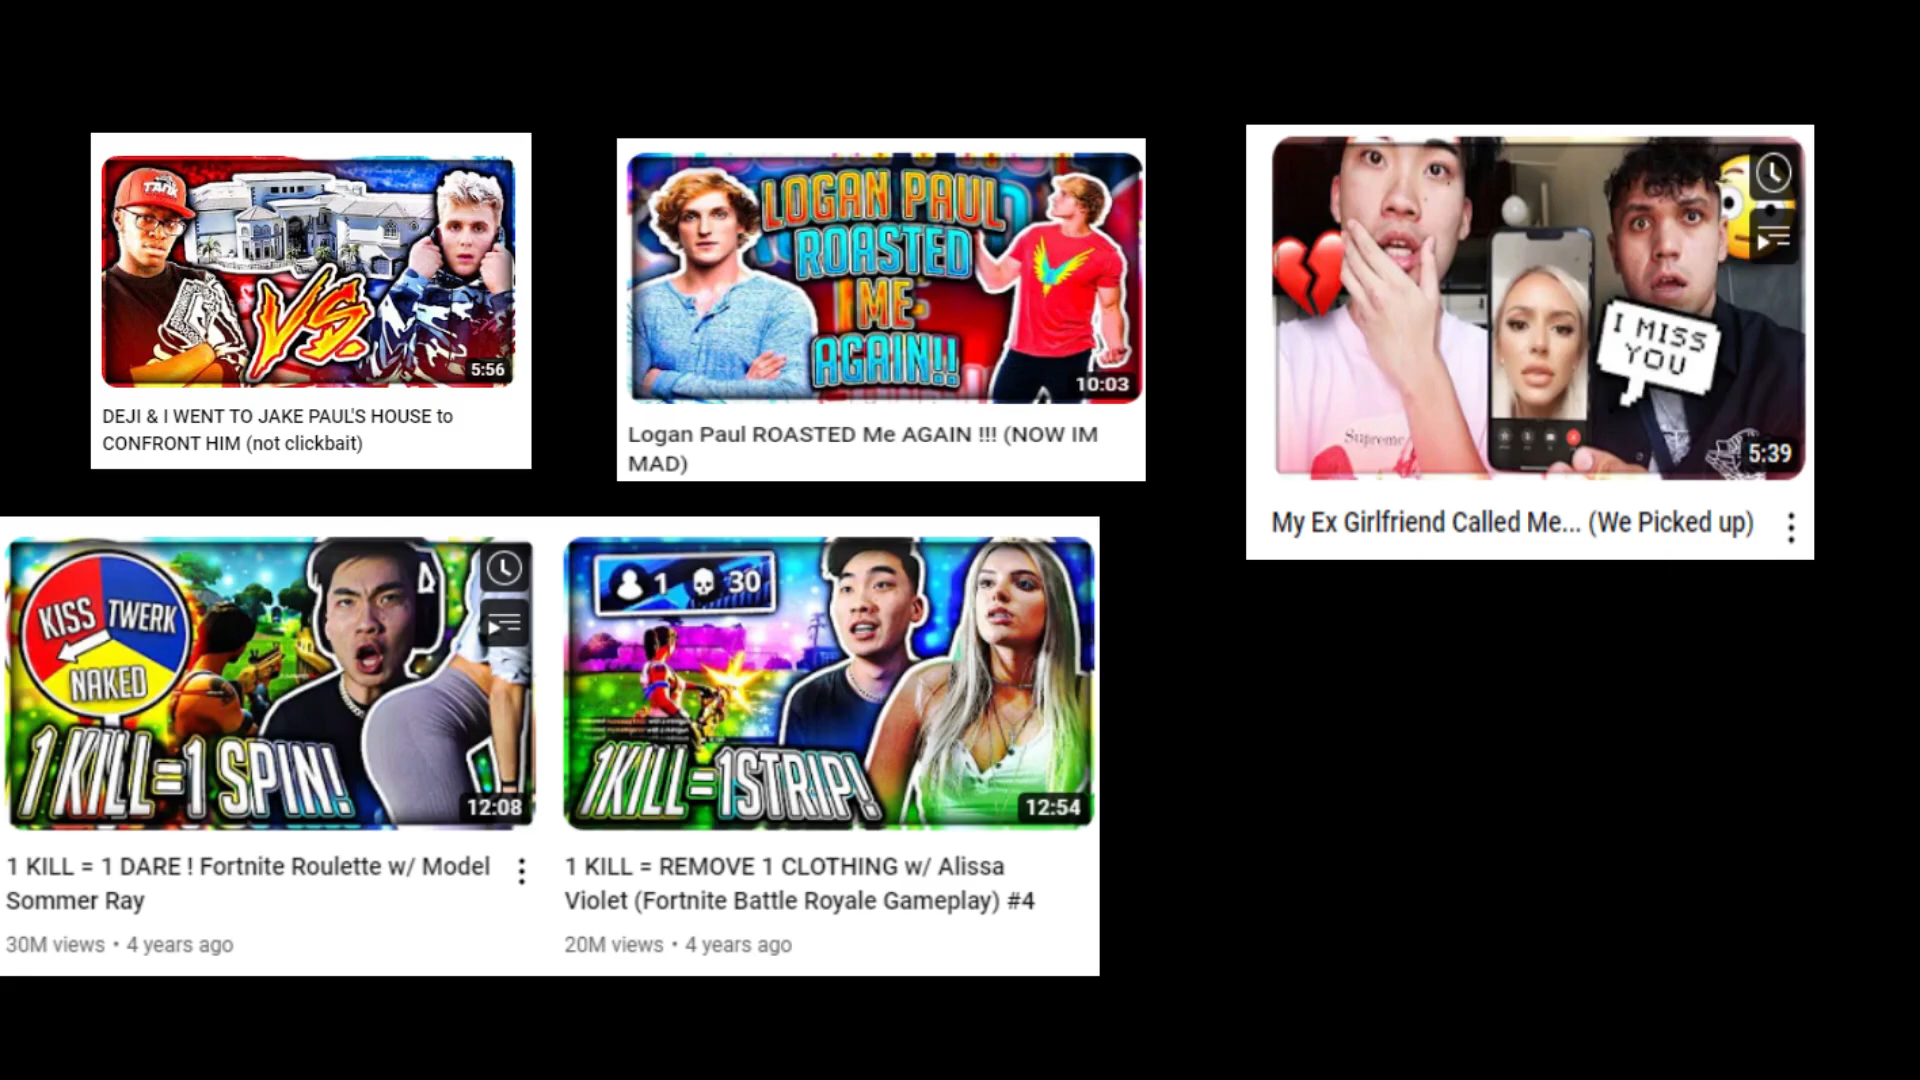 TANK
VS.
5:56
DEJI & I WENT TO JAKE PAUL'S HOUSE to
CONFRONT HIM (not clickbait)
LOGAN PAUL
ROASTED
ME
AGAIN!!
10:03
Logan Paul ROASTED Me AGAIN !!! (NOW IM
MAD)
Supreme
I MISS
YOU
5:39
My Ex Girlfriend Called Me... (We Picked up)
KISS TWERK
NAKED
1 KILL=1 SPIN!
12:08
1 KILL = 1 DARE ! Fortnite Roulette w/ Model
Sommer Ray
30M views • 4 years ago
1 30
1KILL=1STRIP!
12:54
1 KILL = REMOVE 1 CLOTHING w/ Alissa
Violet (Fortnite Battle Royale Gameplay) #4
20M views • 4 years ago